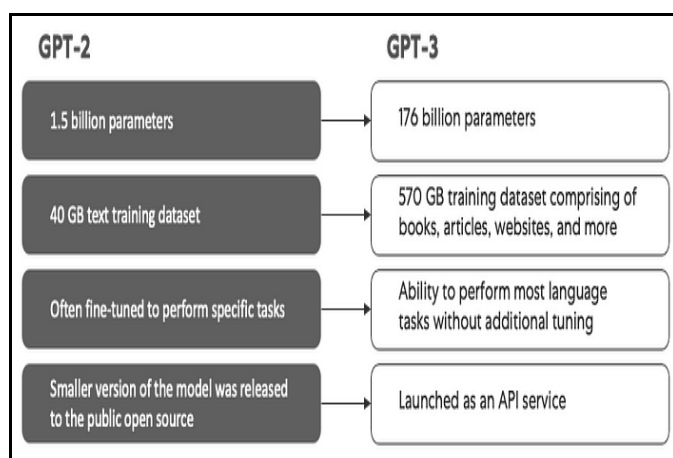 GPT-2
GPT-3
1.5 billion parameters
176 billion parameters
40 GB text training dataset
570 GB training dataset comprising of
books, articles, websites, and more
Often fine-tuned to perform specific tasks
Ability to perform most language
tasks without additional tuning
Smaller version of the model was released
to the public open source
Launched as an API service